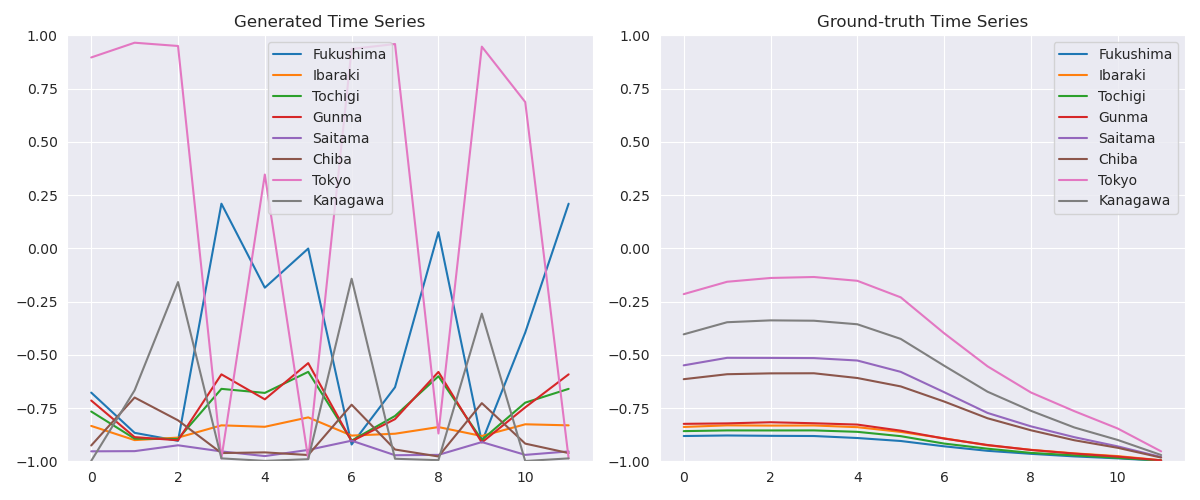 Generated Time Series
1.00
0.75
0.50
0.25
0.00
−0.25
−0.50
−0.75
−1.00
0 2 4 6 8 10
Fukushima
Ibaraki
Tochigi
Gunma
Saitama
Chiba
Tokyo
Kanagawa
Ground-truth Time Series
1.00
0.75
0.50
0.25
0.00
−0.25
−0.50
−0.75
−1.00
0 2 4 6 8 10
Fukushima
Ibaraki
Tochigi
Gunma
Saitama
Chiba
Tokyo
Kanagawa